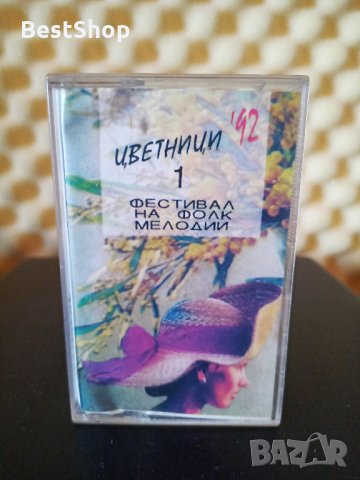 BestShop
'92
ЦВЕТНИЦИ
1
ФЕСТИВАЛ
НА ФОЛК
МЕЛОДИИ
BAZAR